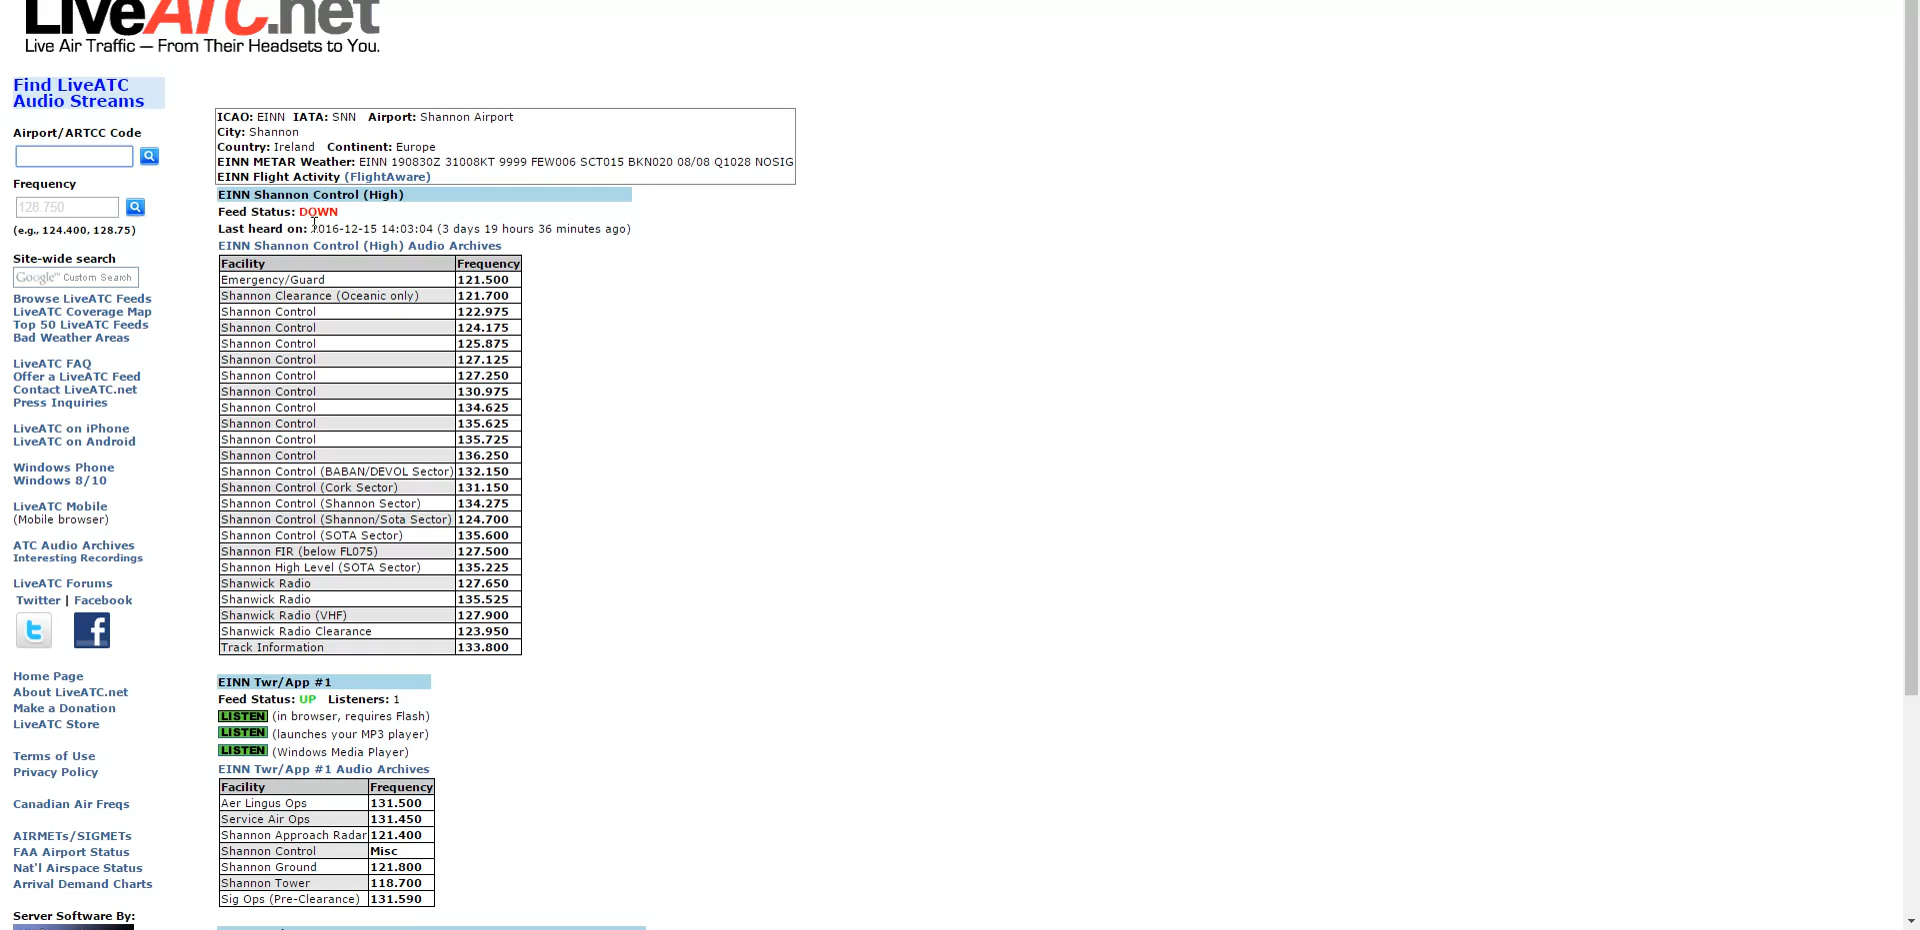 LiveATC.net
Live Air Traffic — From Their Headsets to You.
Find LiveATC
Audio Streams
Airport/ARTCC Code
Frequency
128.750
(e.g., 124.400, 128.75)
Site-wide search
Google™ Custom Search
Browse LiveATC Feeds
LiveATC Coverage Map
Top 50 LiveATC Feeds
Bad Weather Areas
LiveATC FAQ
Offer a LiveATC Feed
Contact LiveATC.net
Press Inquiries
LiveATC on iPhone
LiveATC on Android
Windows Phone
Windows 8/10
LiveATC Mobile
(Mobile browser)
ATC Audio Archives
Interesting Recordings
LiveATC Forums
Twitter | Facebook
Home Page
About LiveATC.net
Make a Donation
LiveATC Store
Terms of Use
Privacy Policy
Canadian Air Freqs
AIRMETs/SIGMETs
FAA Airport Status
Nat'l Airspace Status
Arrival Demand Charts
Server Software By:
ICAO: EINN IATA: SNN Airport: Shannon Airport
City: Shannon
Country: Ireland Continent: Europe
EINN METAR Weather: EINN 190830Z 31008KT 9999 FEW006 SCT015 BKN020 08/08 Q1028 NOSIG
EINN Flight Activity (FlightAware)
EINN Shannon Control (High)
Feed Status: DOWN
Last heard on: 2016-12-15 14:03:04 (3 days 19 hours 36 minutes ago)
EINN Shannon Control (High) Audio Archives
Facility Frequency
Emergency/Guard 121.500
Shannon Clearance (Oceanic only) 121.700
Shannon Control 122.975
Shannon Control 124.175
Shannon Control 125.875
Shannon Control 127.125
Shannon Control 127.250
Shannon Control 130.975
Shannon Control 134.625
Shannon Control 135.625
Shannon Control 135.725
Shannon Control 136.250
Shannon Control (BABAN/DEVOL Sector) 132.150
Shannon Control (Cork Sector) 131.150
Shannon Control (Shannon Sector) 134.275
Shannon Control (Shannon/Sota Sector) 124.700
Shannon Control (SOTA Sector) 135.600
Shannon FIR (below FL075) 127.500
Shannon High Level (SOTA Sector) 135.225
Shanwick Radio 127.650
Shanwick Radio 135.525
Shanwick Radio (VHF) 127.900
Shanwick Radio Clearance 123.950
Track Information 133.800
EINN Twr/App #1
Feed Status: UP Listeners: 1
LISTEN (in browser, requires Flash)
LISTEN (launches your MP3 player)
LISTEN (Windows Media Player)
EINN Twr/App #1 Audio Archives
Facility Frequency
Aer Lingus Ops 131.500
Service Air Ops 131.450
Shannon Approach Radar 121.400
Shannon Control Misc
Shannon Ground 121.800
Shannon Tower 118.700
Sig Ops (Pre-Clearance) 131.590